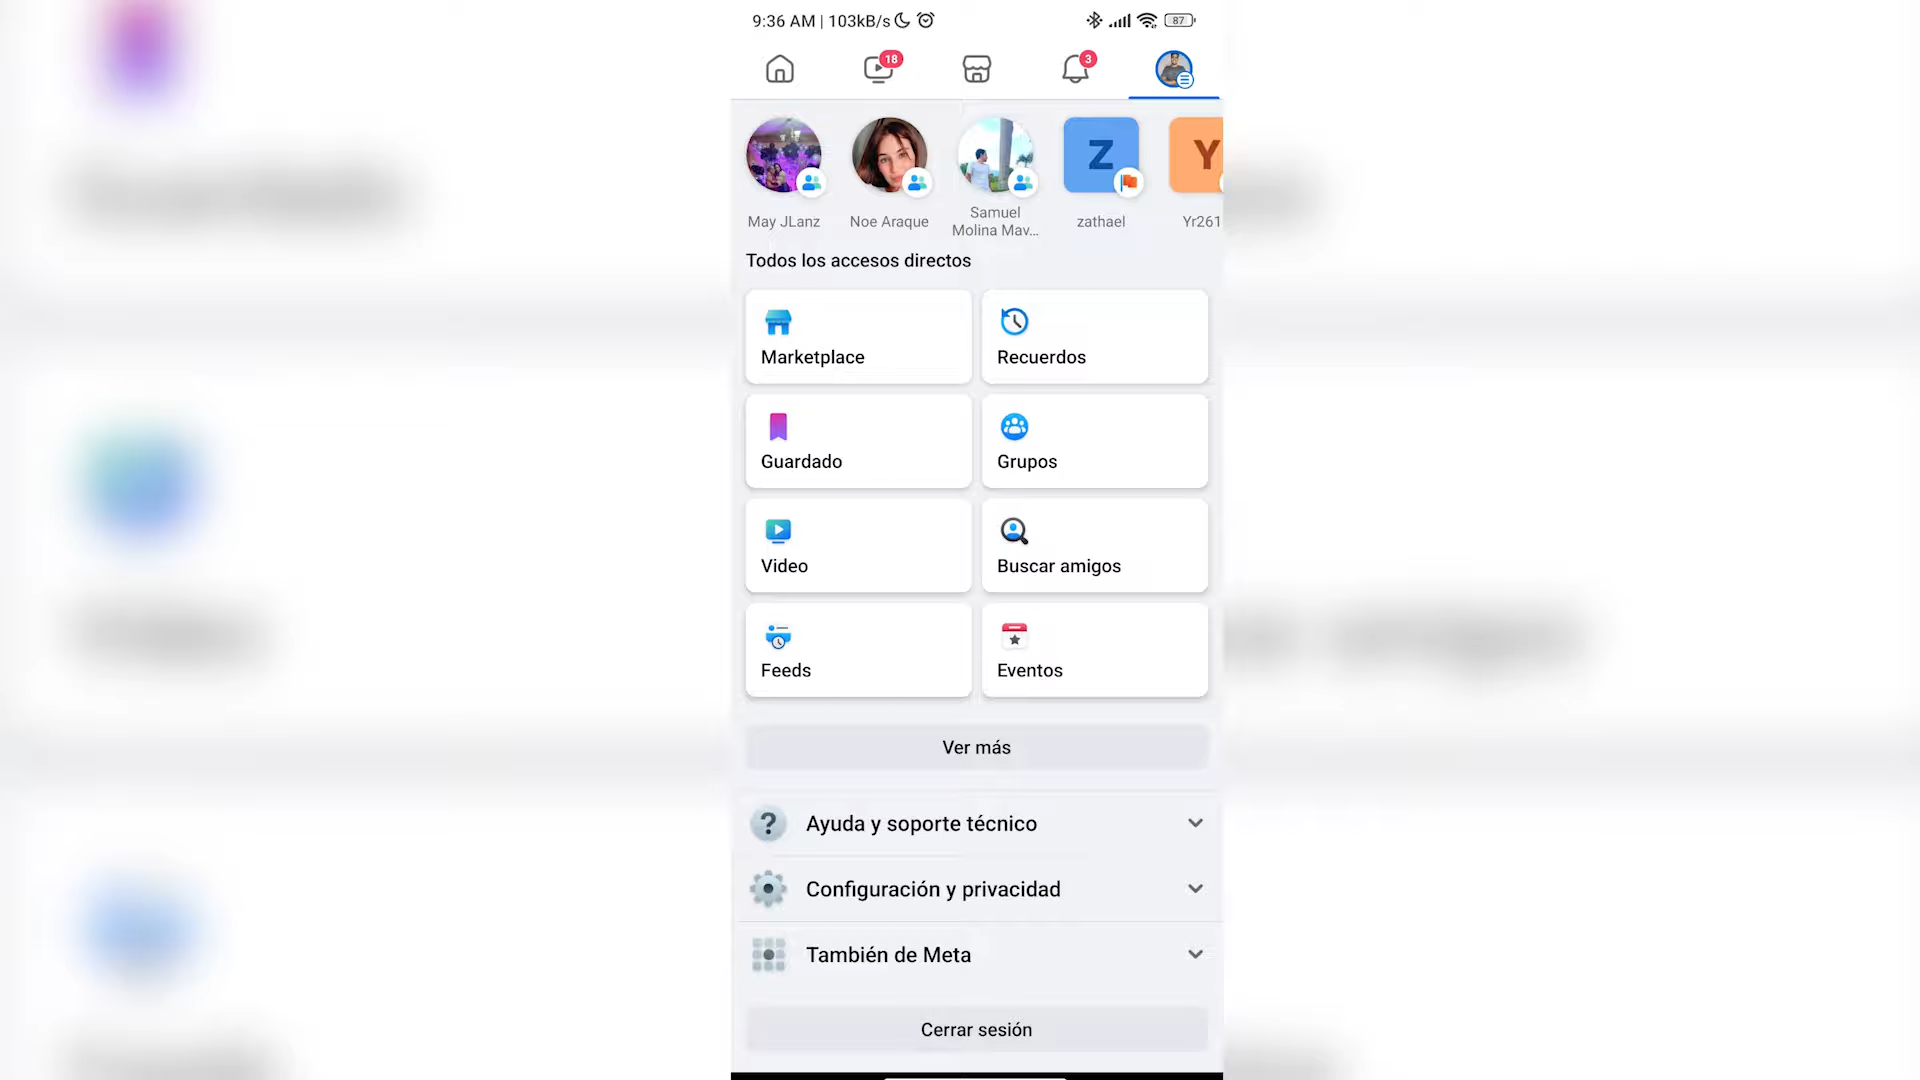 9:36 AM | 103kB/s
87
18
3
Z
Y
May JLanz
Noe Araque
Samuel
Molina Mav...
zathael
Yr261
Todos los accesos directos
Marketplace
Recuerdos
Guardado
Grupos
Video
Buscar amigos
Feeds
Eventos
Ver más
? Ayuda y soporte técnico
Configuración y privacidad
También de Meta
Cerrar sesión